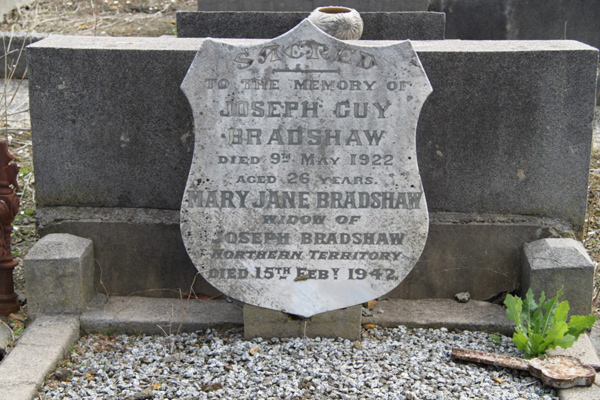 SACRED
TO THE MEMORY OF
JOSEPH GUY
BRADSHAW
DIED 9TH MAY 1922
AGED 26 YEARS.
MARY JANE BRADSHAW
WIDOW OF
JOSEPH BRADSHAW
NORTHERN TERRITORY
DIED 15TH FEBY. 1942.